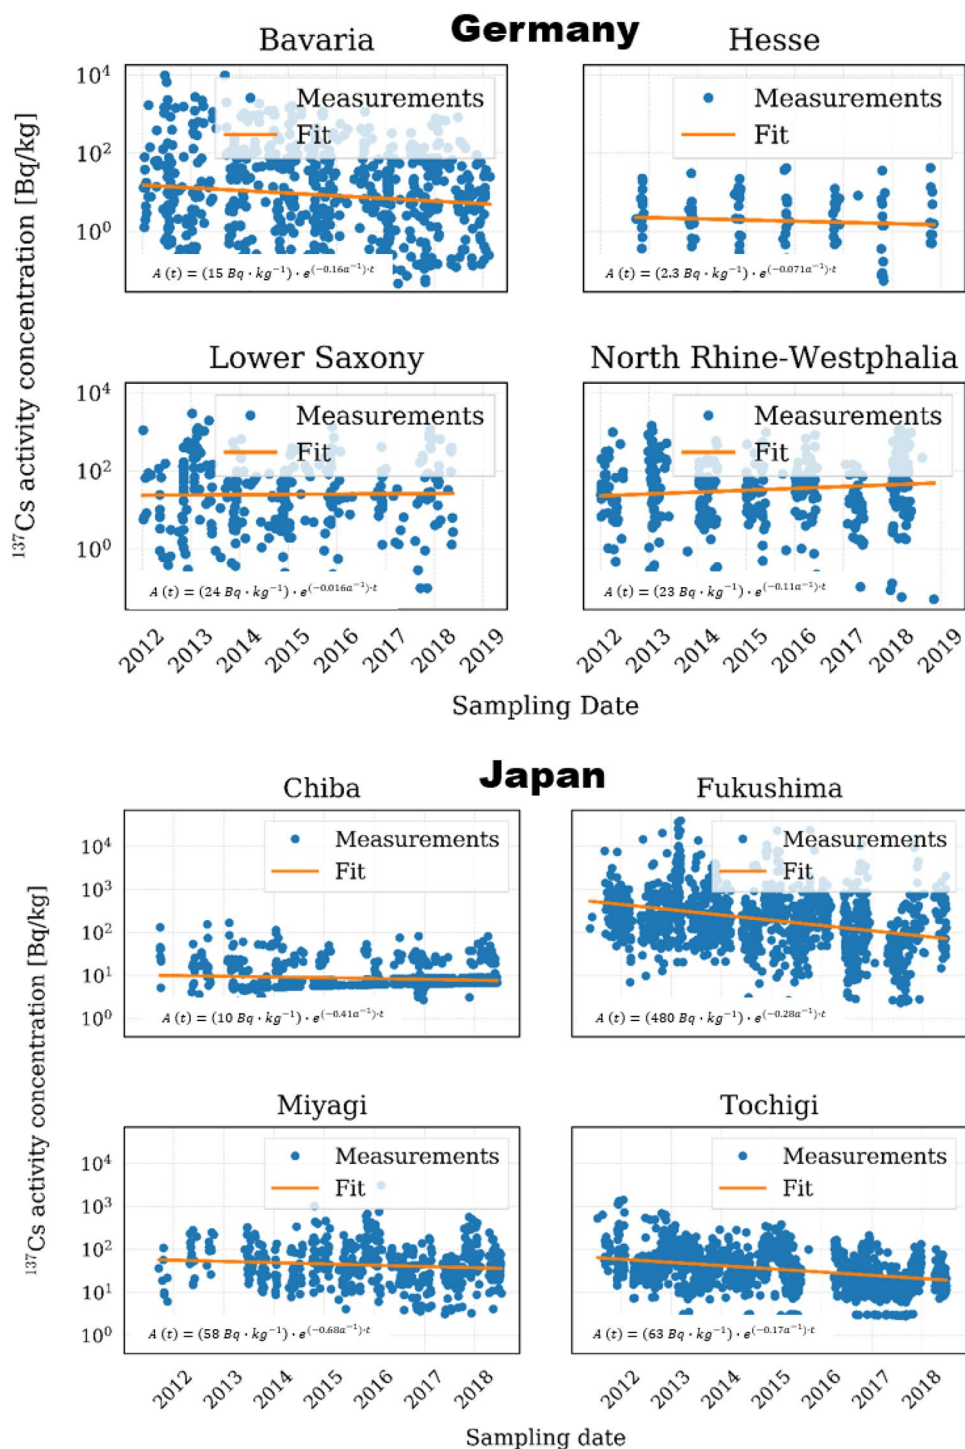 Germany
Bavaria
Hesse
¹³⁷Cs activity concentration [Bq/kg]
10⁴
10²
10⁰
Measurements
Fit
A (t) = (15 Bq · kg⁻¹) · e^(−0.16a⁻¹)·t
Measurements
Fit
A (t) = (2.3 Bq · kg⁻¹) · e^(−0.071a⁻¹)·t
Lower Saxony
North Rhine-Westphalia
10⁴
10²
10⁰
Measurements
Fit
A (t) = (24 Bq · kg⁻¹) · e^(−0.016a⁻¹)·t
Measurements
Fit
A (t) = (23 Bq · kg⁻¹) · e^(−0.11a⁻¹)·t
2012 2013 2014 2015 2016 2017 2018 2019
2012 2013 2014 2015 2016 2017 2018 2019
Sampling Date
Japan
Chiba
Fukushima
¹³⁷Cs activity concentration [Bq/kg]
10⁴
10³
10²
10¹
10⁰
Measurements
Fit
A (t) = (10 Bq · kg⁻¹) · e^(−0.41a⁻¹)·t
Measurements
Fit
A (t) = (480 Bq · kg⁻¹) · e^(−0.28a⁻¹)·t
Miyagi
Tochigi
10⁴
10³
10²
10¹
10⁰
Measurements
Fit
A (t) = (58 Bq · kg⁻¹) · e^(−0.68a⁻¹)·t
Measurements
Fit
A (t) = (63 Bq · kg⁻¹) · e^(−0.17a⁻¹)·t
2012 2013 2014 2015 2016 2017 2018
2012 2013 2014 2015 2016 2017 2018
Sampling date